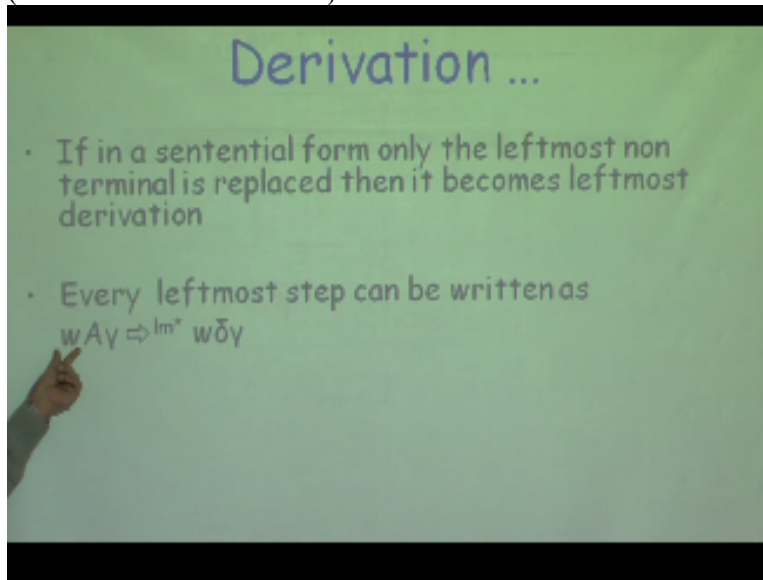 Derivation ...
· If in a sentential form only the leftmost non
terminal is replaced then it becomes leftmost
derivation
· Every leftmost step can be written as
wAγ ⇨lm* wδγ